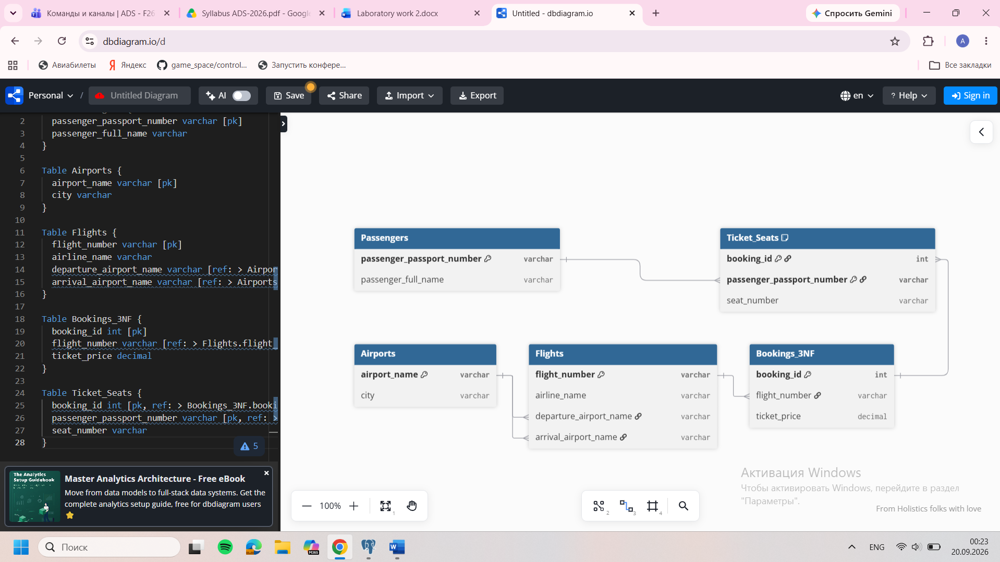 Команды и каналы | ADS - F26
Syllabus ADS-2026.pdf - Google
Laboratory work 2.docx
Untitled - dbdiagram.io
Спросить Gemini
dbdiagram.io/d
A
Авиабилеты
Яндекс
game_space/control...
Запустить конфере...
Все закладки
Personal
/
Untitled Diagram
AI
Save
Share
Import
Export
en
? Help
Sign in
2 passenger_passport_number varchar [pk]
3 passenger_full_name varchar
4 }
5
6 Table Airports {
7 airport_name varchar [pk]
8 city varchar
9 }
10
11 Table Flights {
12 flight_number varchar [pk]
13 airline_name varchar
14 departure_airport_name varchar [ref: > Airpor
15 arrival_airport_name varchar [ref: > Airports
16 }
17
18 Table Bookings_3NF {
19 booking_id int [pk]
20 flight_number varchar [ref: > Flights.flight_
21 ticket_price decimal
22 }
23
24 Table Ticket_Seats {
25 booking_id int [pk, ref: > Bookings_3NF.booki
26 passenger_passport_number varchar [pk, ref: >
27 seat_number varchar
28 }
5
The Analytics
Setup Guidebook
Master Analytics Architecture - Free eBook
Move from data models to full-stack data systems. Get the
complete analytics setup guide, free for dbdiagram users
Passengers
passenger_passport_number varchar
passenger_full_name varchar
Ticket_Seats
booking_id int
passenger_passport_number varchar
seat_number varchar
Airports
airport_name varchar
city varchar
Flights
flight_number varchar
airline_name varchar
departure_airport_name varchar
arrival_airport_name varchar
Bookings_3NF
booking_id int
flight_number varchar
ticket_price decimal
Активация Windows
Чтобы активировать Windows, перейдите в раздел
"Параметры".
From Holistics folks with love
100%
1
2
3
4
Поиск
M365
ENG
00:23
20.09.2026